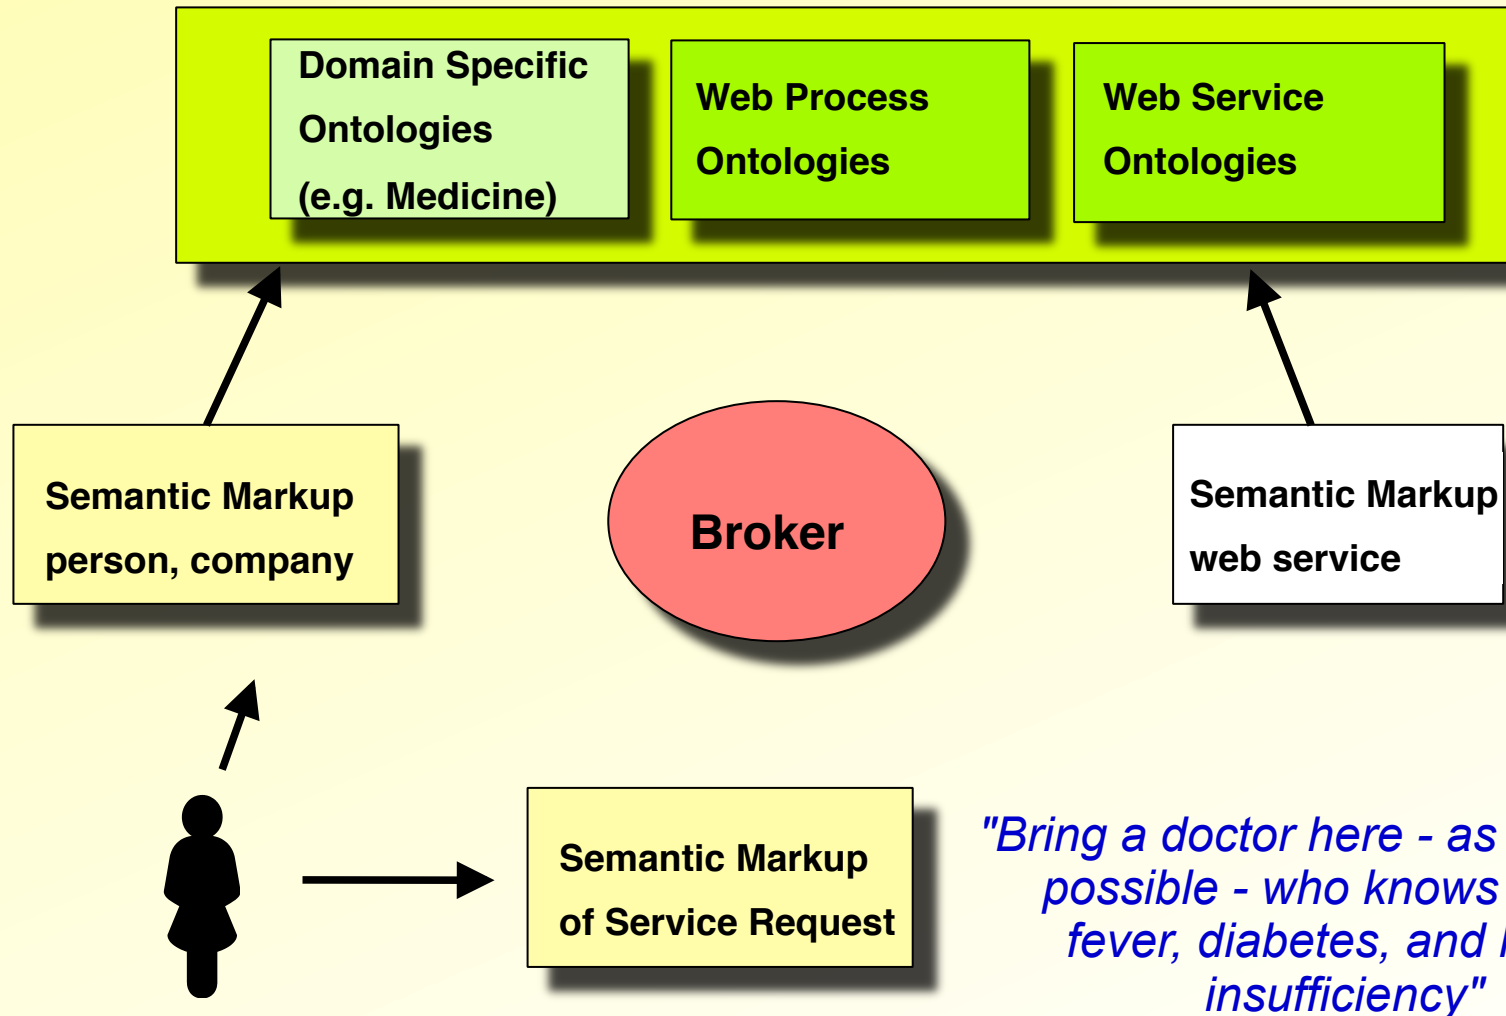 Domain Specific
Ontologies
(e.g. Medicine)
Web Process
Ontologies
Web Service
Ontologies
Semantic Markup
person, company
Broker
Semantic Markup
web service
Semantic Markup
of Service Request
"Bring a doctor here - as
possible - who knows
fever, diabetes, and
insufficiency"